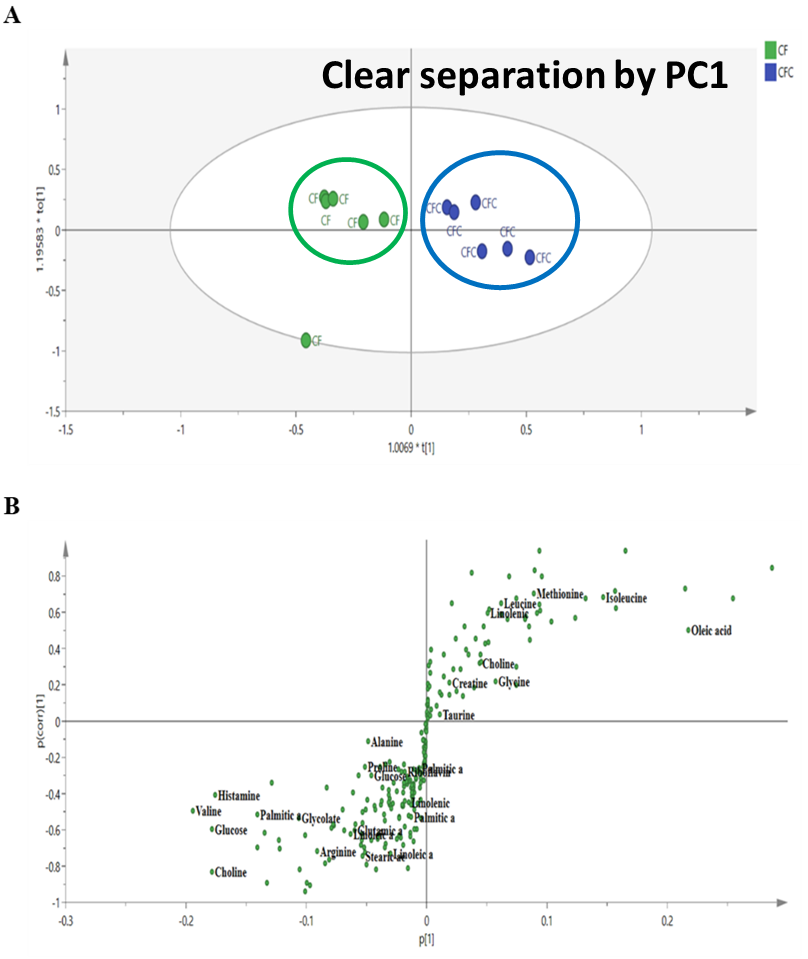 A
CF
CFC
Clear separation by PC1
1
0.5
0
-0.5
-1
-1.5
1.19583 * to[1]
CF
CF
CF
CF
CF
CF
CFC
CFC
CFC
CFC
CFC
CFC
-1.5
-1
-0.5
0
0.5
1
1.0069 * t[1]
B
0.8
0.6
0.4
0.2
0
-0.2
-0.4
-0.6
-0.8
-1
p(corr)[1]
Methionine
Isoleucine
Leucine
Linolenic
Oleic acid
Choline
Creatine
Glycine
Taurine
Alanine
Proline
Glucose
Palmitic a
Histamine
Linolenic
Valine
Palmitic a
Glycolate
Palmitic a
Glucose
Glutamic a
Arginine
Linoleic a
Choline
-0.3
-0.2
-0.1
0
0.1
0.2
p[1]